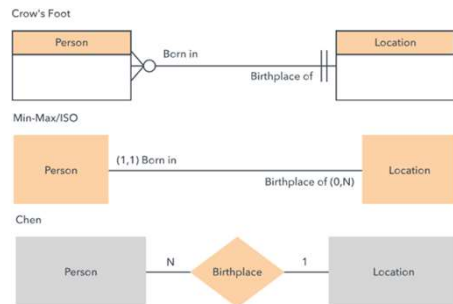 Crow's Foot
Person
Born in
Birthplace of
Location
Min-Max/ISO
Person
(1,1) Born in
Birthplace of (0,N)
Location
Chen
Person
N
Birthplace
1
Location